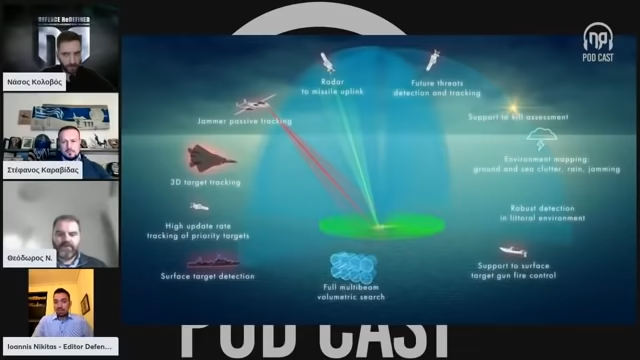 DEFENCE ReDEFINED
Νάσος Κολοβός
Στέφανος Καραβίδας
Θεόδωρος Ν.
Ioannis Nikitas - Editor Defen...
Radar
to missile uplink
Future threats
detection and tracking
Jammer passive tracking
Support to kill assessment
3D target tracking
Environment mapping:
ground and sea clutter, rain, jamming
High update rate
tracking of priority targets
Robust detection
in littoral environment
Surface target detection
Full multibeam
volumetric search
Support to surface
target gun fire control
POD CAST
POD CAST